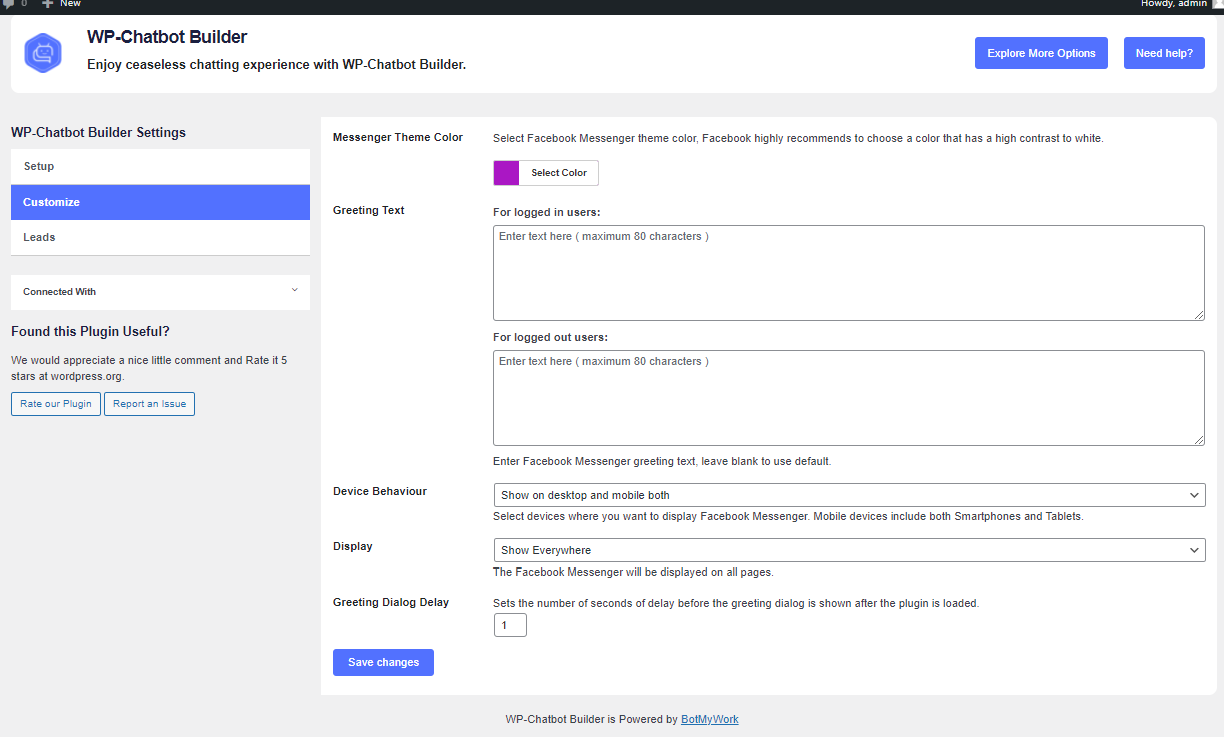 0 New Howdy, admin
WP-Chatbot Builder
Enjoy ceaseless chatting experience with WP-Chatbot Builder.
Explore More Options
Need help?
WP-Chatbot Builder Settings
Setup
Customize
Leads
Connected With
Found this Plugin Useful?
We would appreciate a nice little comment and Rate it 5
stars at wordpress.org.
Rate our Plugin
Report an Issue
Messenger Theme Color
Select Facebook Messenger theme color, Facebook highly recommends to choose a color that has a high contrast to white.
Select Color
Greeting Text
For logged in users:
Enter text here ( maximum 80 characters )
For logged out users:
Enter text here ( maximum 80 characters )
Enter Facebook Messenger greeting text, leave blank to use default.
Device Behaviour
Show on desktop and mobile both
Select devices where you want to display Facebook Messenger. Mobile devices include both Smartphones and Tablets.
Display
Show Everywhere
The Facebook Messenger will be displayed on all pages.
Greeting Dialog Delay
Sets the number of seconds of delay before the greeting dialog is shown after the plugin is loaded.
1
Save changes
WP-Chatbot Builder is Powered by BotMyWork